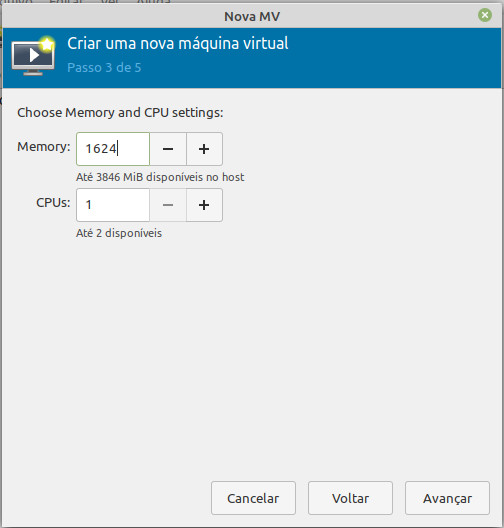 Nova MV
Criar uma nova máquina virtual
Passo 3 de 5
Choose Memory and CPU settings:
Memory: 1624 − +
Até 3846 MiB disponíveis no host
CPUs: 1 − +
Até 2 disponíveis
Cancelar Voltar Avançar